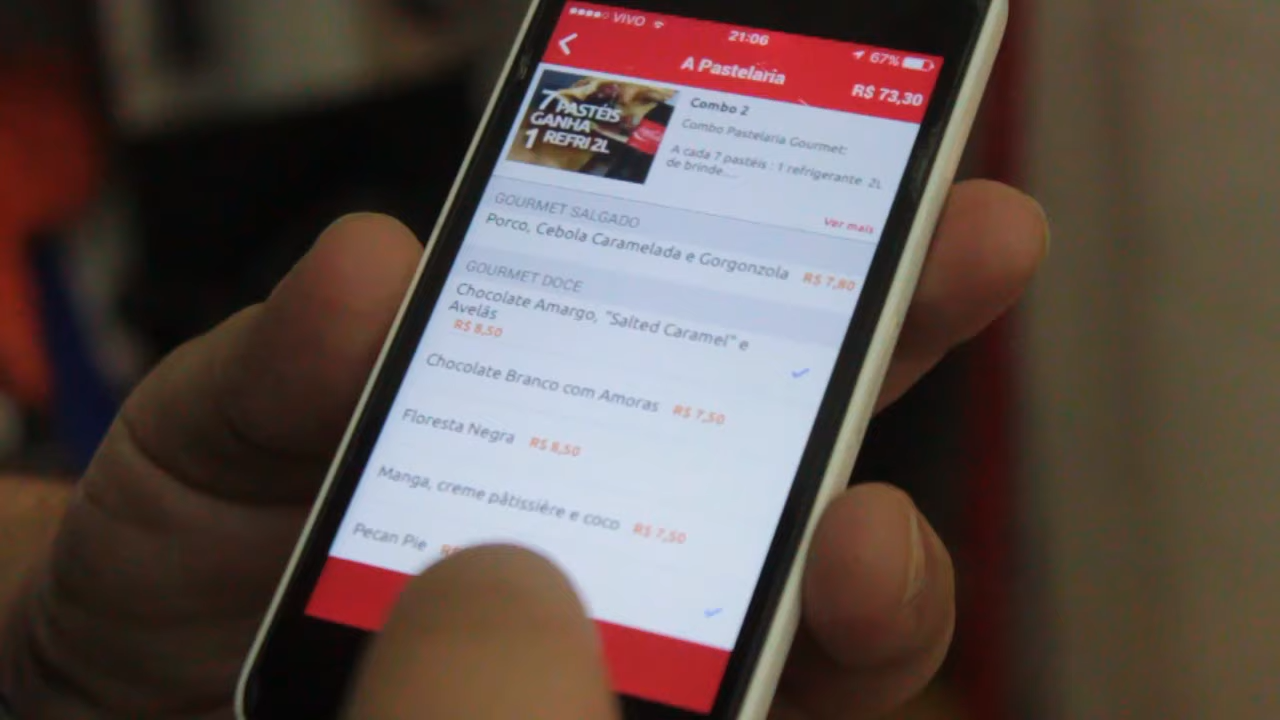 VIVO
21:06
67%
A Pastelaria
R$ 73,30
7 PASTÉIS
GANHA
1 REFRI 2L
Combo 2
Combo Pastelaria Gourmet:
A cada 7 pastéis : 1 refrigerante 2L
de brinde....
Ver mais
GOURMET SALGADO
Porco, Cebola Caramelada e Gorgonzola R$ 7,80
GOURMET DOCE
Chocolate Amargo, "Salted Caramel" e
Avelãs
R$ 8,50
Chocolate Branco com Amoras R$ 7,50
Floresta Negra R$ 8,50
Manga, creme pâtissière e coco R$ 7,50
Pecan Pie